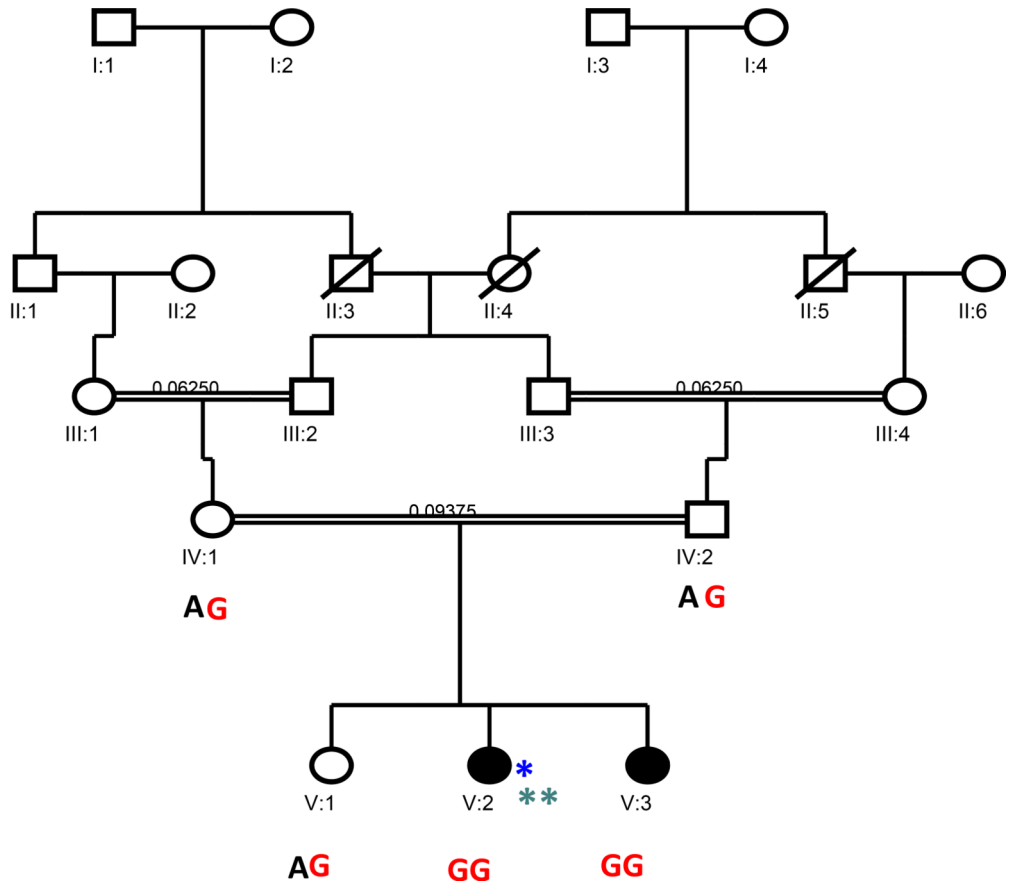 I:1 I:2 I:3 I:4
II:1 II:2 II:3 II:4 II:5 II:6
0.06250 0.06250
III:1 III:2 III:3 III:4
0.09375
IV:1 IV:2
AG AG
*
V:1 V:2 ** V:3
AG GG GG